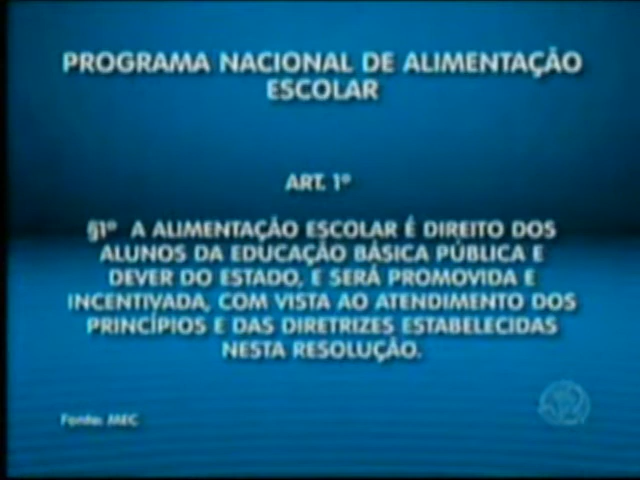 PROGRAMA NACIONAL DE ALIMENTAÇÃO
ESCOLAR
ART. 1º
§1º A ALIMENTAÇÃO ESCOLAR É DIREITO DOS
ALUNOS DA EDUCAÇÃO BÁSICA PÚBLICA E
DEVER DO ESTADO, E SERÁ PROMOVIDA E
INCENTIVADA, COM VISTA AO ATENDIMENTO DOS
PRINCÍPIOS E DAS DIRETRIZES ESTABELECIDAS
NESTA RESOLUÇÃO.
Fonte: MEC